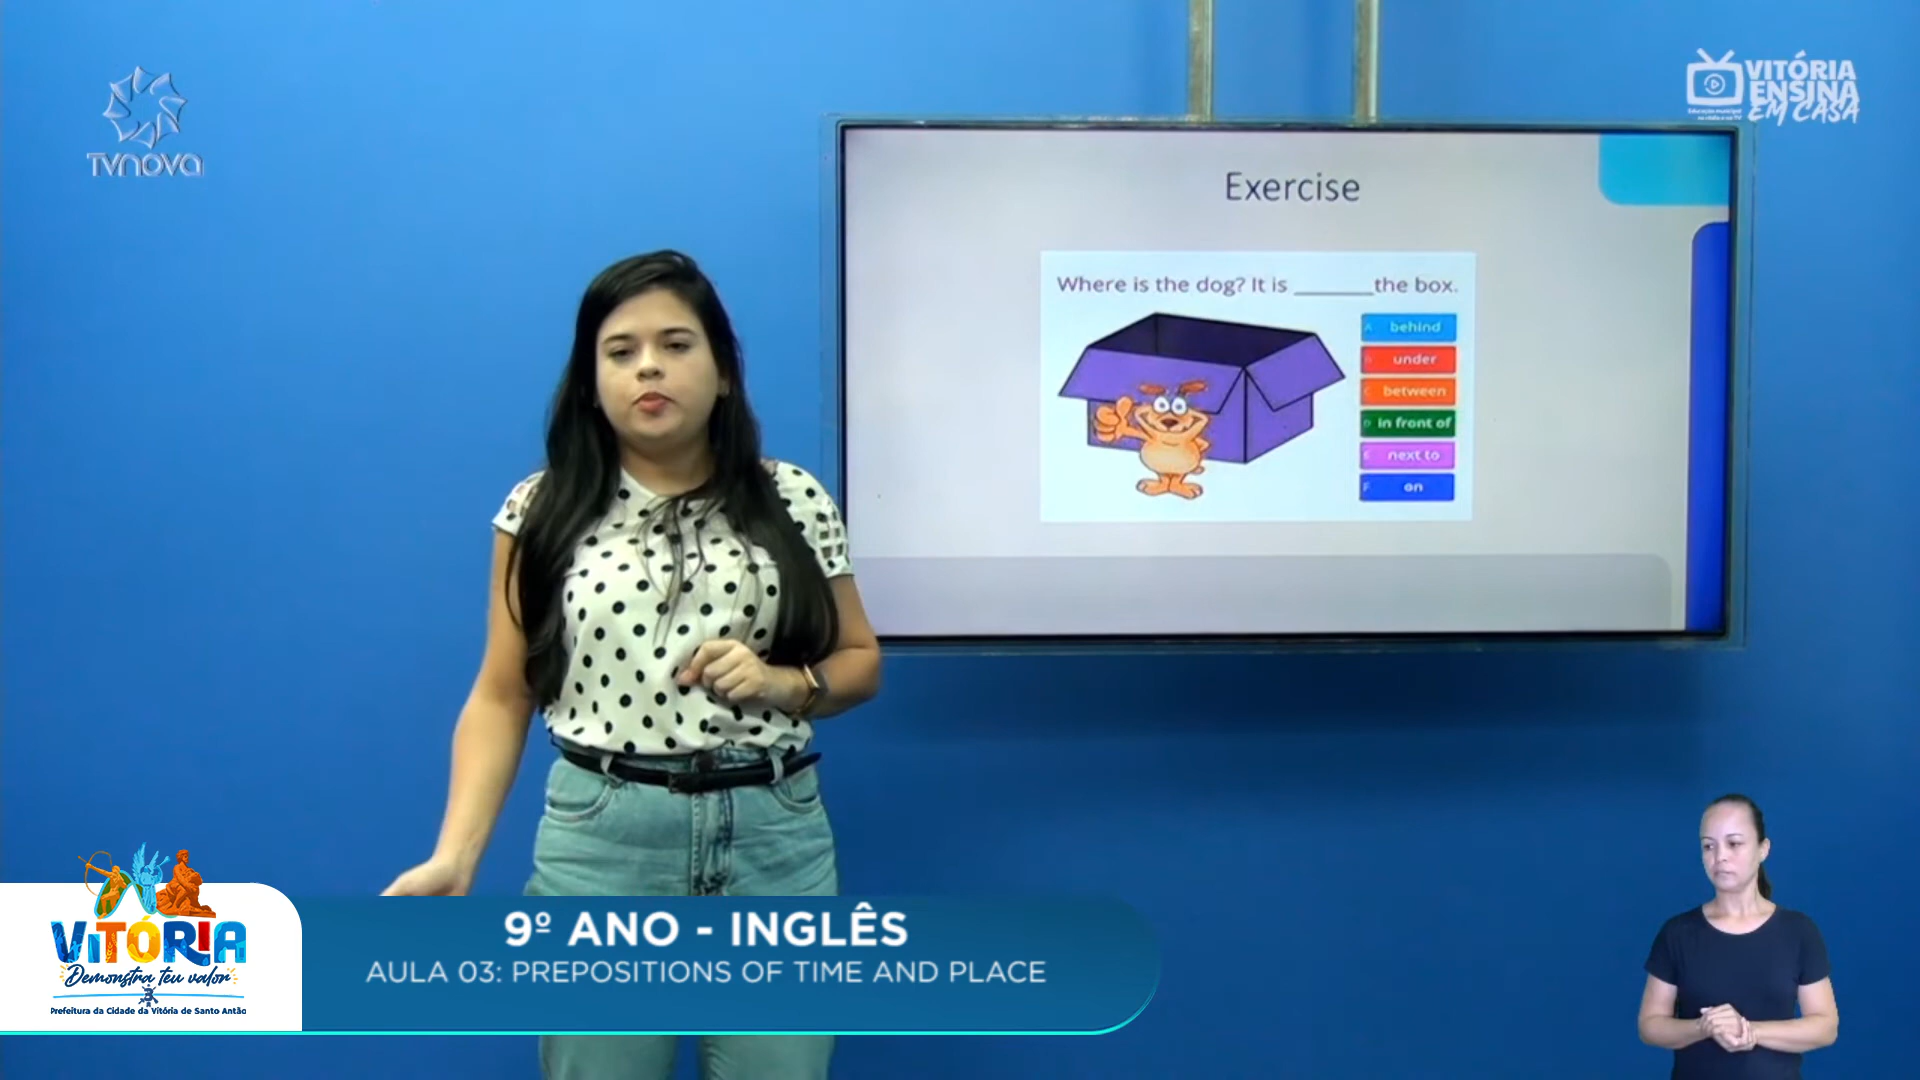 TVNOVA
VITÓRIA
ENSINA
EM CASA
Exercise
Where is the dog? It is ________the box.
A behind
under
C between
D in front of
E next to
F on
VITÓRIA
Demonstra teu valor
Prefeitura da Cidade da Vitória de Santo Antão
9º ANO - INGLÊS
AULA 03: PREPOSITIONS OF TIME AND PLACE